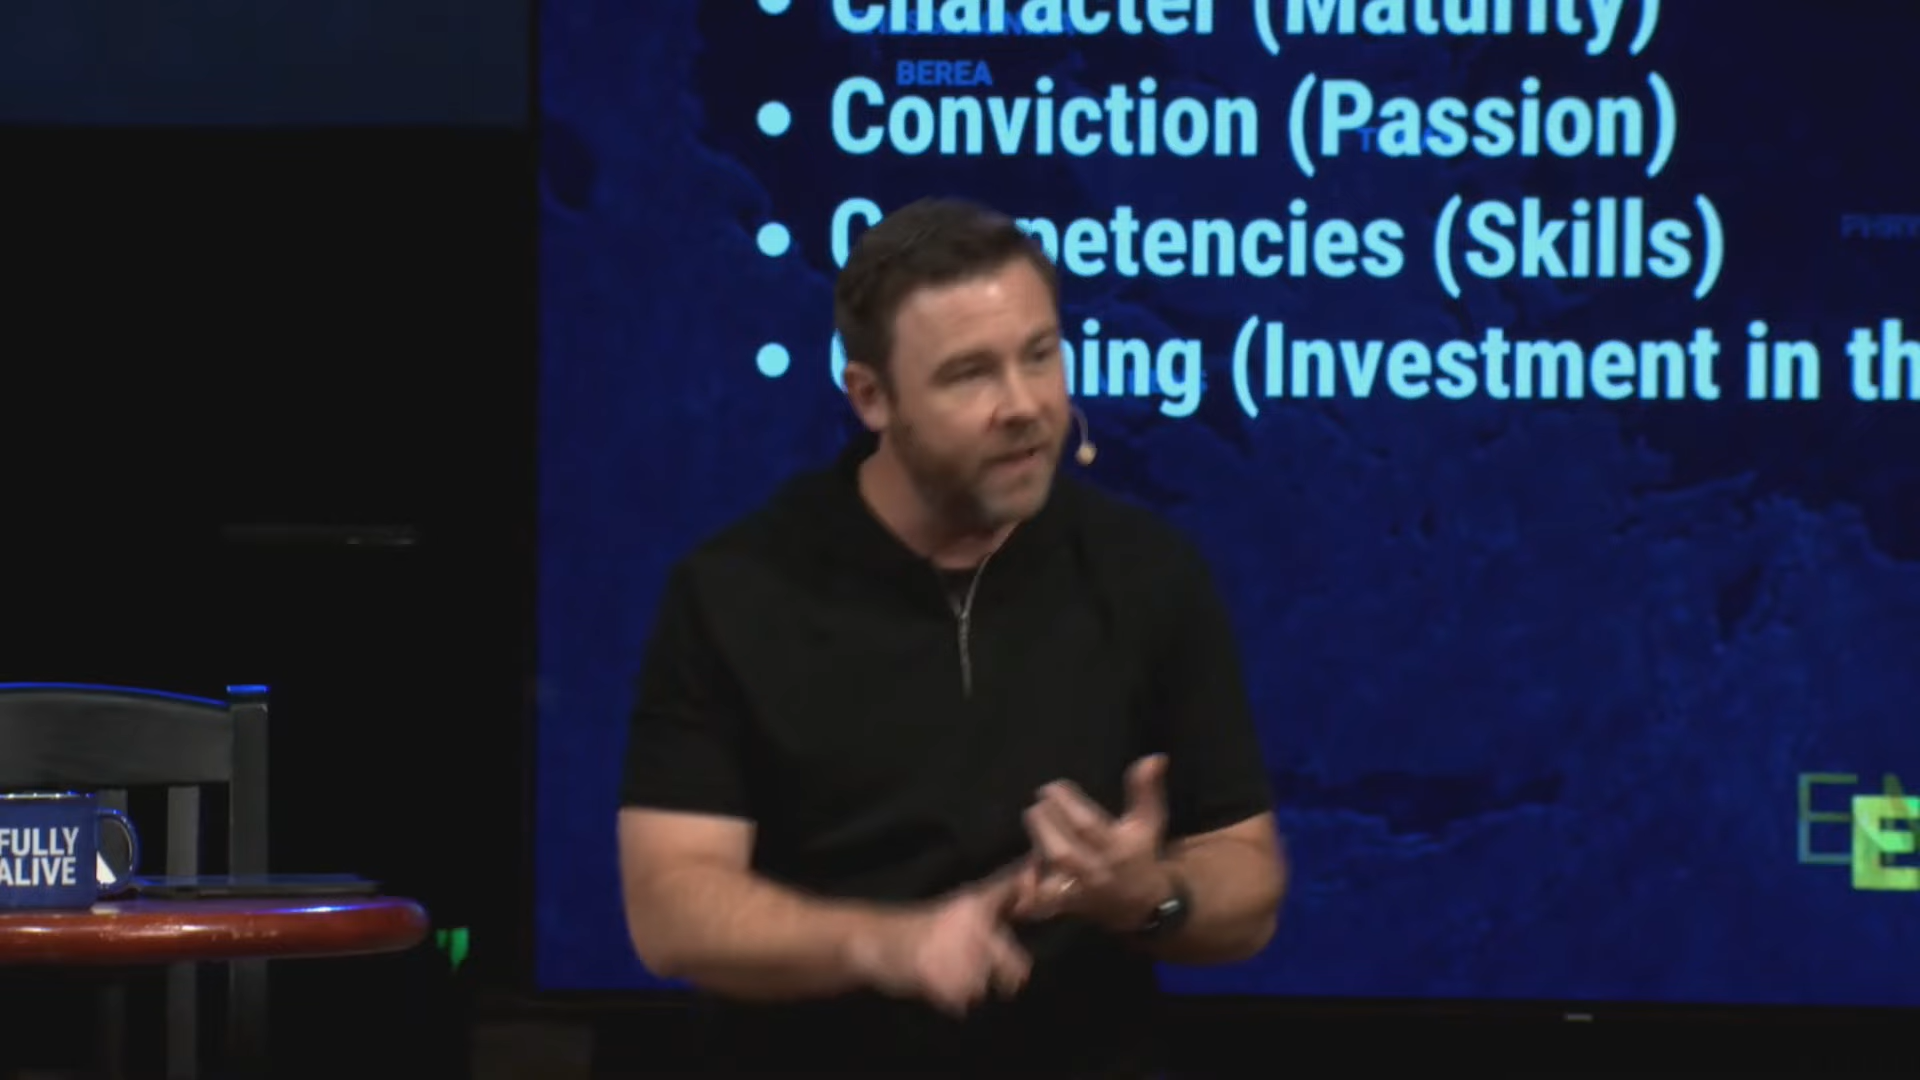 • Character (Maturity)
BEREA
• Conviction (Passion)
• petencies (Skills)
• ning (Investment in th
FULLY
ALIVE
E